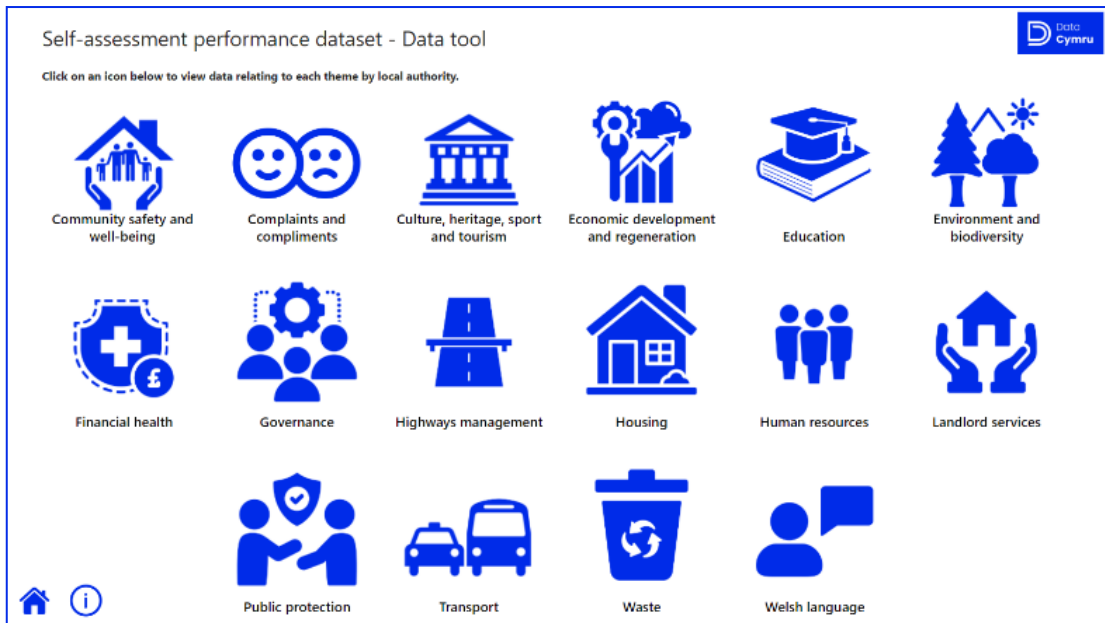 Self-assessment performance dataset - Data tool
Data
Cymru
Click on an icon below to view data relating to each theme by local authority.
Community safety and
well-being
Complaints and
compliments
Culture, heritage, sport
and tourism
Economic development
and regeneration
Education
Environment and
biodiversity
£
Financial health
Governance
Highways management
Housing
Human resources
Landlord services
Public protection
Transport
Waste
Welsh language
i